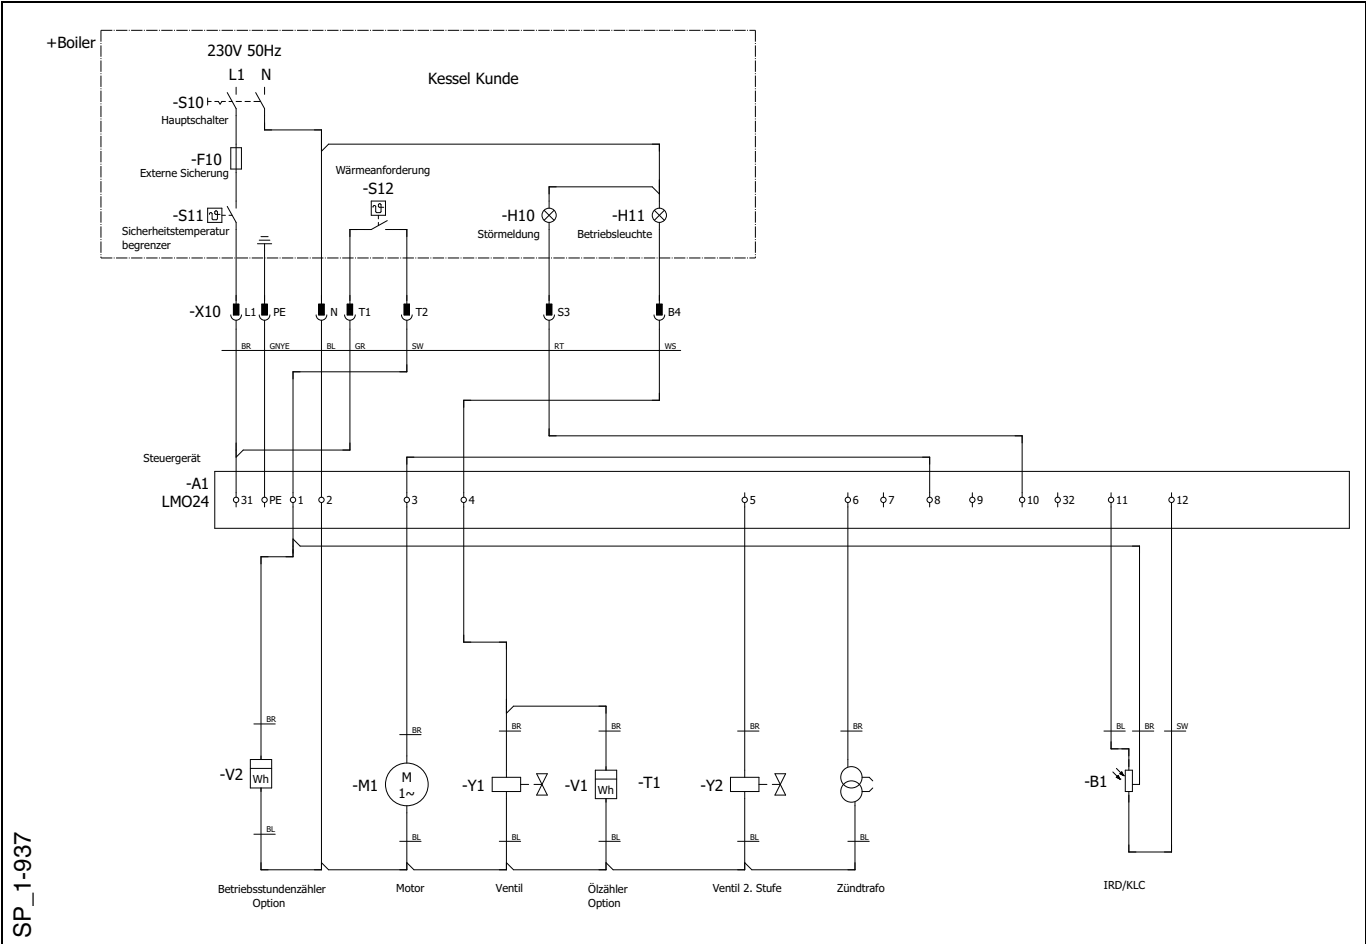 +Boiler
230V 50Hz
L1 N
Kessel Kunde
-S10
Hauptschalter
-F10
Externe Sicherung
Wärmeanforderung
-S12
-S11
Sicherheitstemperatur
begrenzer
-H10
Störmeldung
-H11
Betriebsleuchte
-X10 L1 PE N T1 T2 S3 B4
BR GNYE BL GR SW RT WS
Steuergerät
-A1
LMO24
31 PE 1 2 3 4 5 6 7 8 9 10 32 11 12
BR BR BR BR BR BR BL BR SW
-V2 Wh
-M1 M
1~
-Y1
-V1 Wh
-T1
-Y2
-B1
BL BL BL BL BL BL
Betriebsstundenzähler
Option
Motor
Ventil
Ölzähler
Option
Ventil 2. Stufe
Zündtrafo
IRD/KLC
SP_1-937